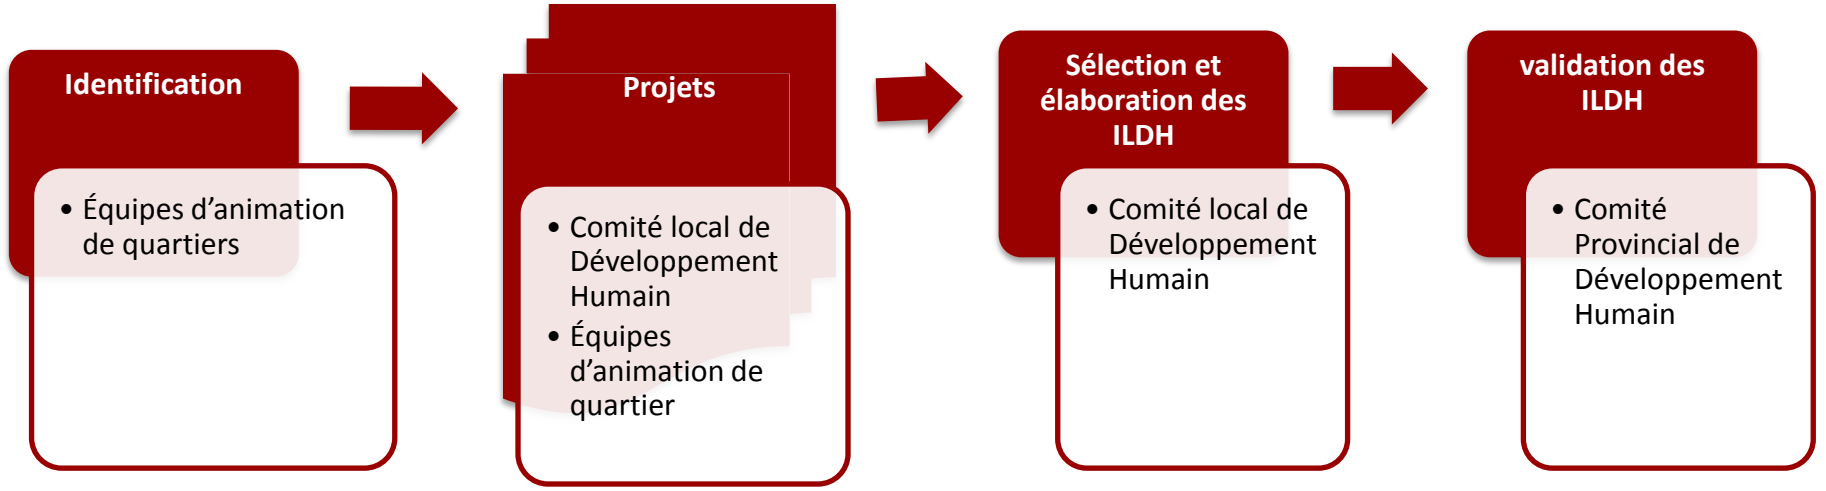 Identification
• Équipes d’animation
de quartiers
Projets
• Comité local de
Développement
Humain
• Équipes
d’animation de
quartier
Sélection et
élaboration des
ILDH
• Comité local de
Développement
Humain
validation des
ILDH
• Comité
Provincial de
Développement
Humain